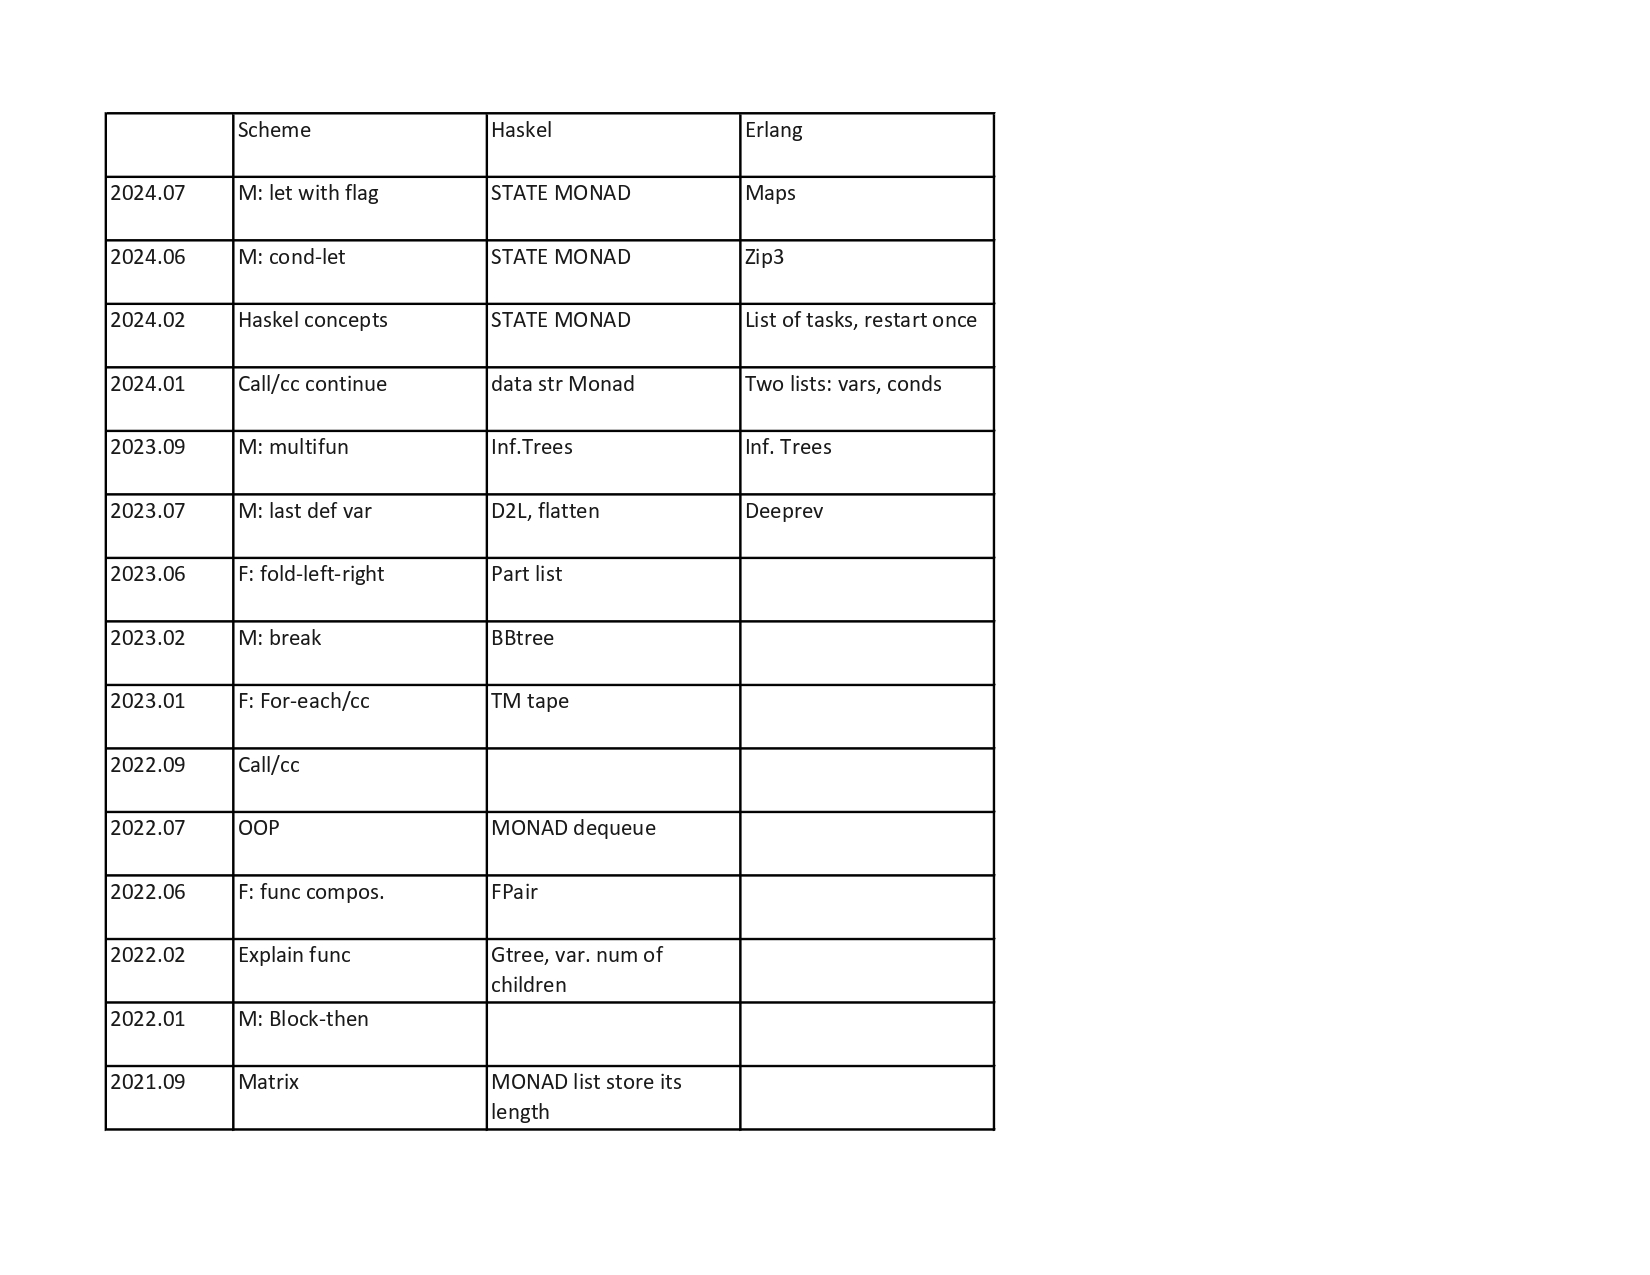 Scheme Haskel Erlang
2024.07 M: let with flag STATE MONAD Maps
2024.06 M: cond-let STATE MONAD Zip3
2024.02 Haskel concepts STATE MONAD List of tasks, restart once
2024.01 Call/cc continue data str Monad Two lists: vars, conds
2023.09 M: multifun Inf.Trees Inf. Trees
2023.07 M: last def var D2L, flatten Deeprev
2023.06 F: fold-left-right Part list
2023.02 M: break BBtree
2023.01 F: For-each/cc TM tape
2022.09 Call/cc
2022.07 OOP MONAD dequeue
2022.06 F: func compos. FPair
2022.02 Explain func Gtree, var. num of
children
2022.01 M: Block-then
2021.09 Matrix MONAD list store its
length